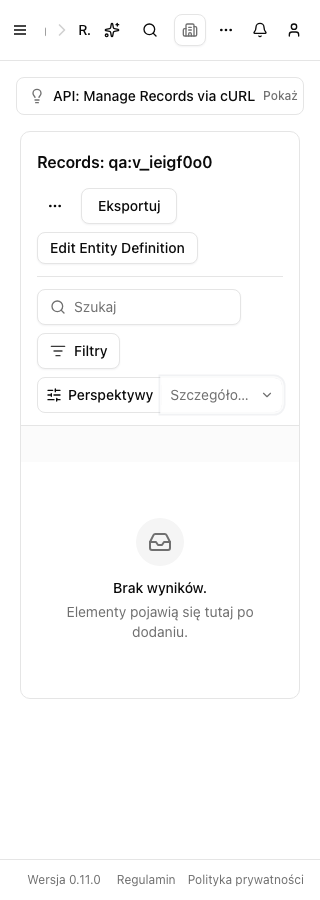 R.
API: Manage Records via cURL Pokaż
Records: qa:v_ieigf0o0
Eksportuj
Edit Entity Definition
Szukaj
Filtry
Perspektywy Szczegóło...
Brak wyników.
Elementy pojawią się tutaj po
dodaniu.
Wersja 0.11.0 Regulamin Polityka prywatności